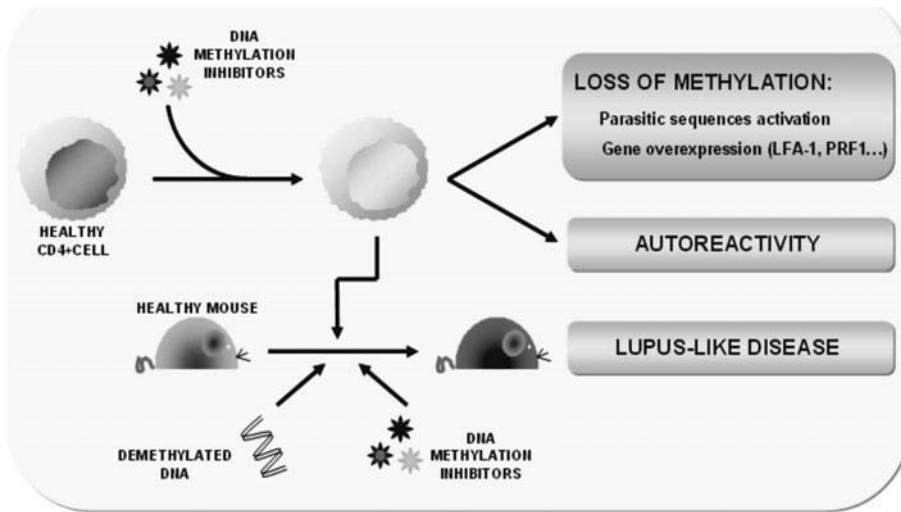 DNA
METHYLATION
INHIBITORS
LOSS OF METHYLATION:
Parasitic sequences activation
Gene overexpression (LFA-1, PRF1...)
HEALTHY
CD4+CELL
AUTOREACTIVITY
HEALTHY MOUSE
LUPUS-LIKE DISEASE
DEMETHYLATED
DNA
DNA
METHYLATION
INHIBITORS